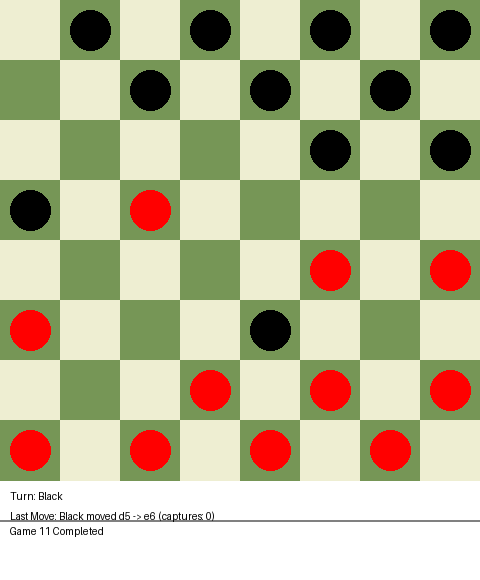 Turn: Black
Last Move: Black moved d5 -> e6 (captures: 0)
Game 11 Completed